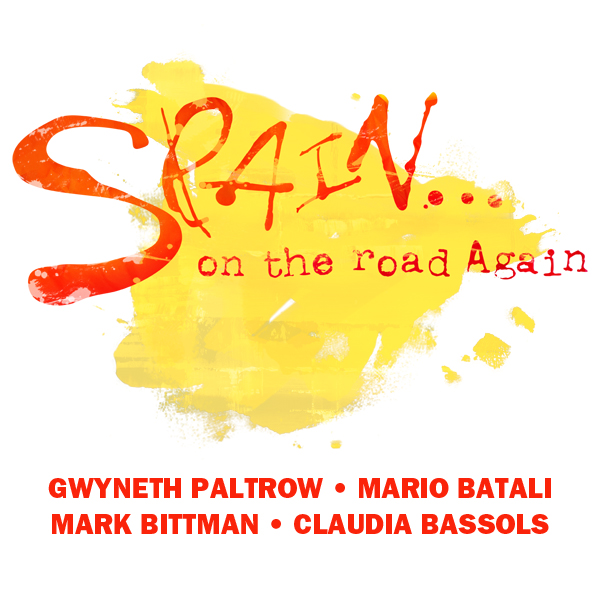 SPAIN...
on the road Again
GWYNETH PALTROW • MARIO BATALI
MARK BITTMAN • CLAUDIA BASSOLS